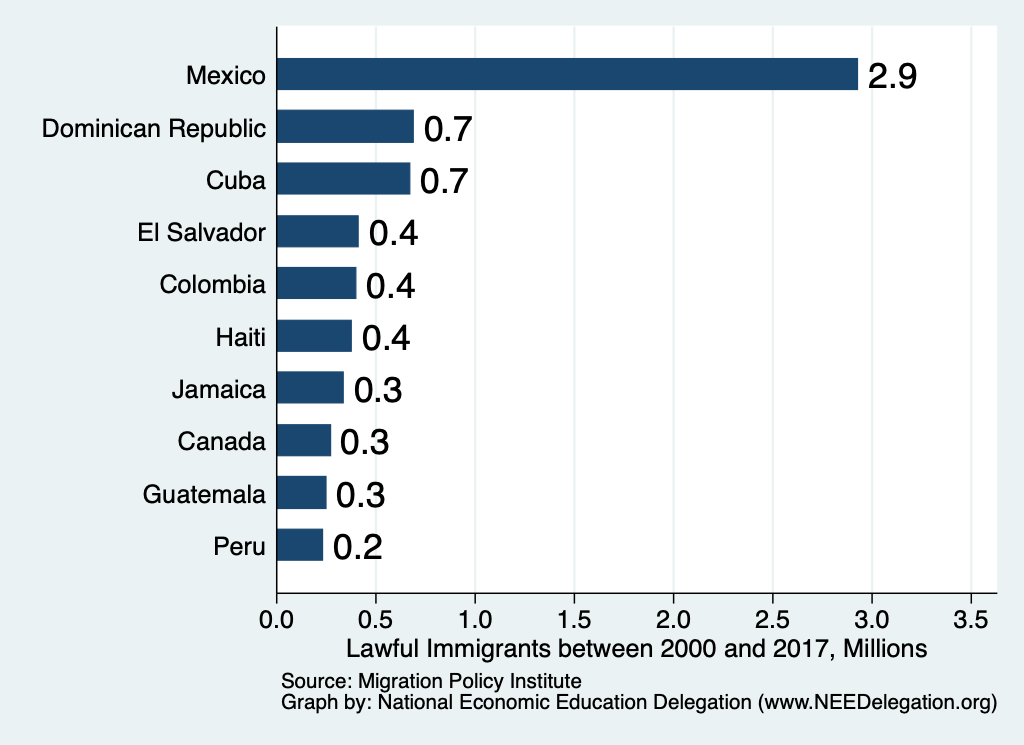 Mexico 2.9
Dominican Republic 0.7
Cuba 0.7
El Salvador 0.4
Colombia 0.4
Haiti 0.4
Jamaica 0.3
Canada 0.3
Guatemala 0.3
Peru 0.2
0.0 0.5 1.0 1.5 2.0 2.5 3.0 3.5
Lawful Immigrants between 2000 and 2017, Millions
Source: Migration Policy Institute
Graph by: National Economic Education Delegation (www.NEEDelegation.org)